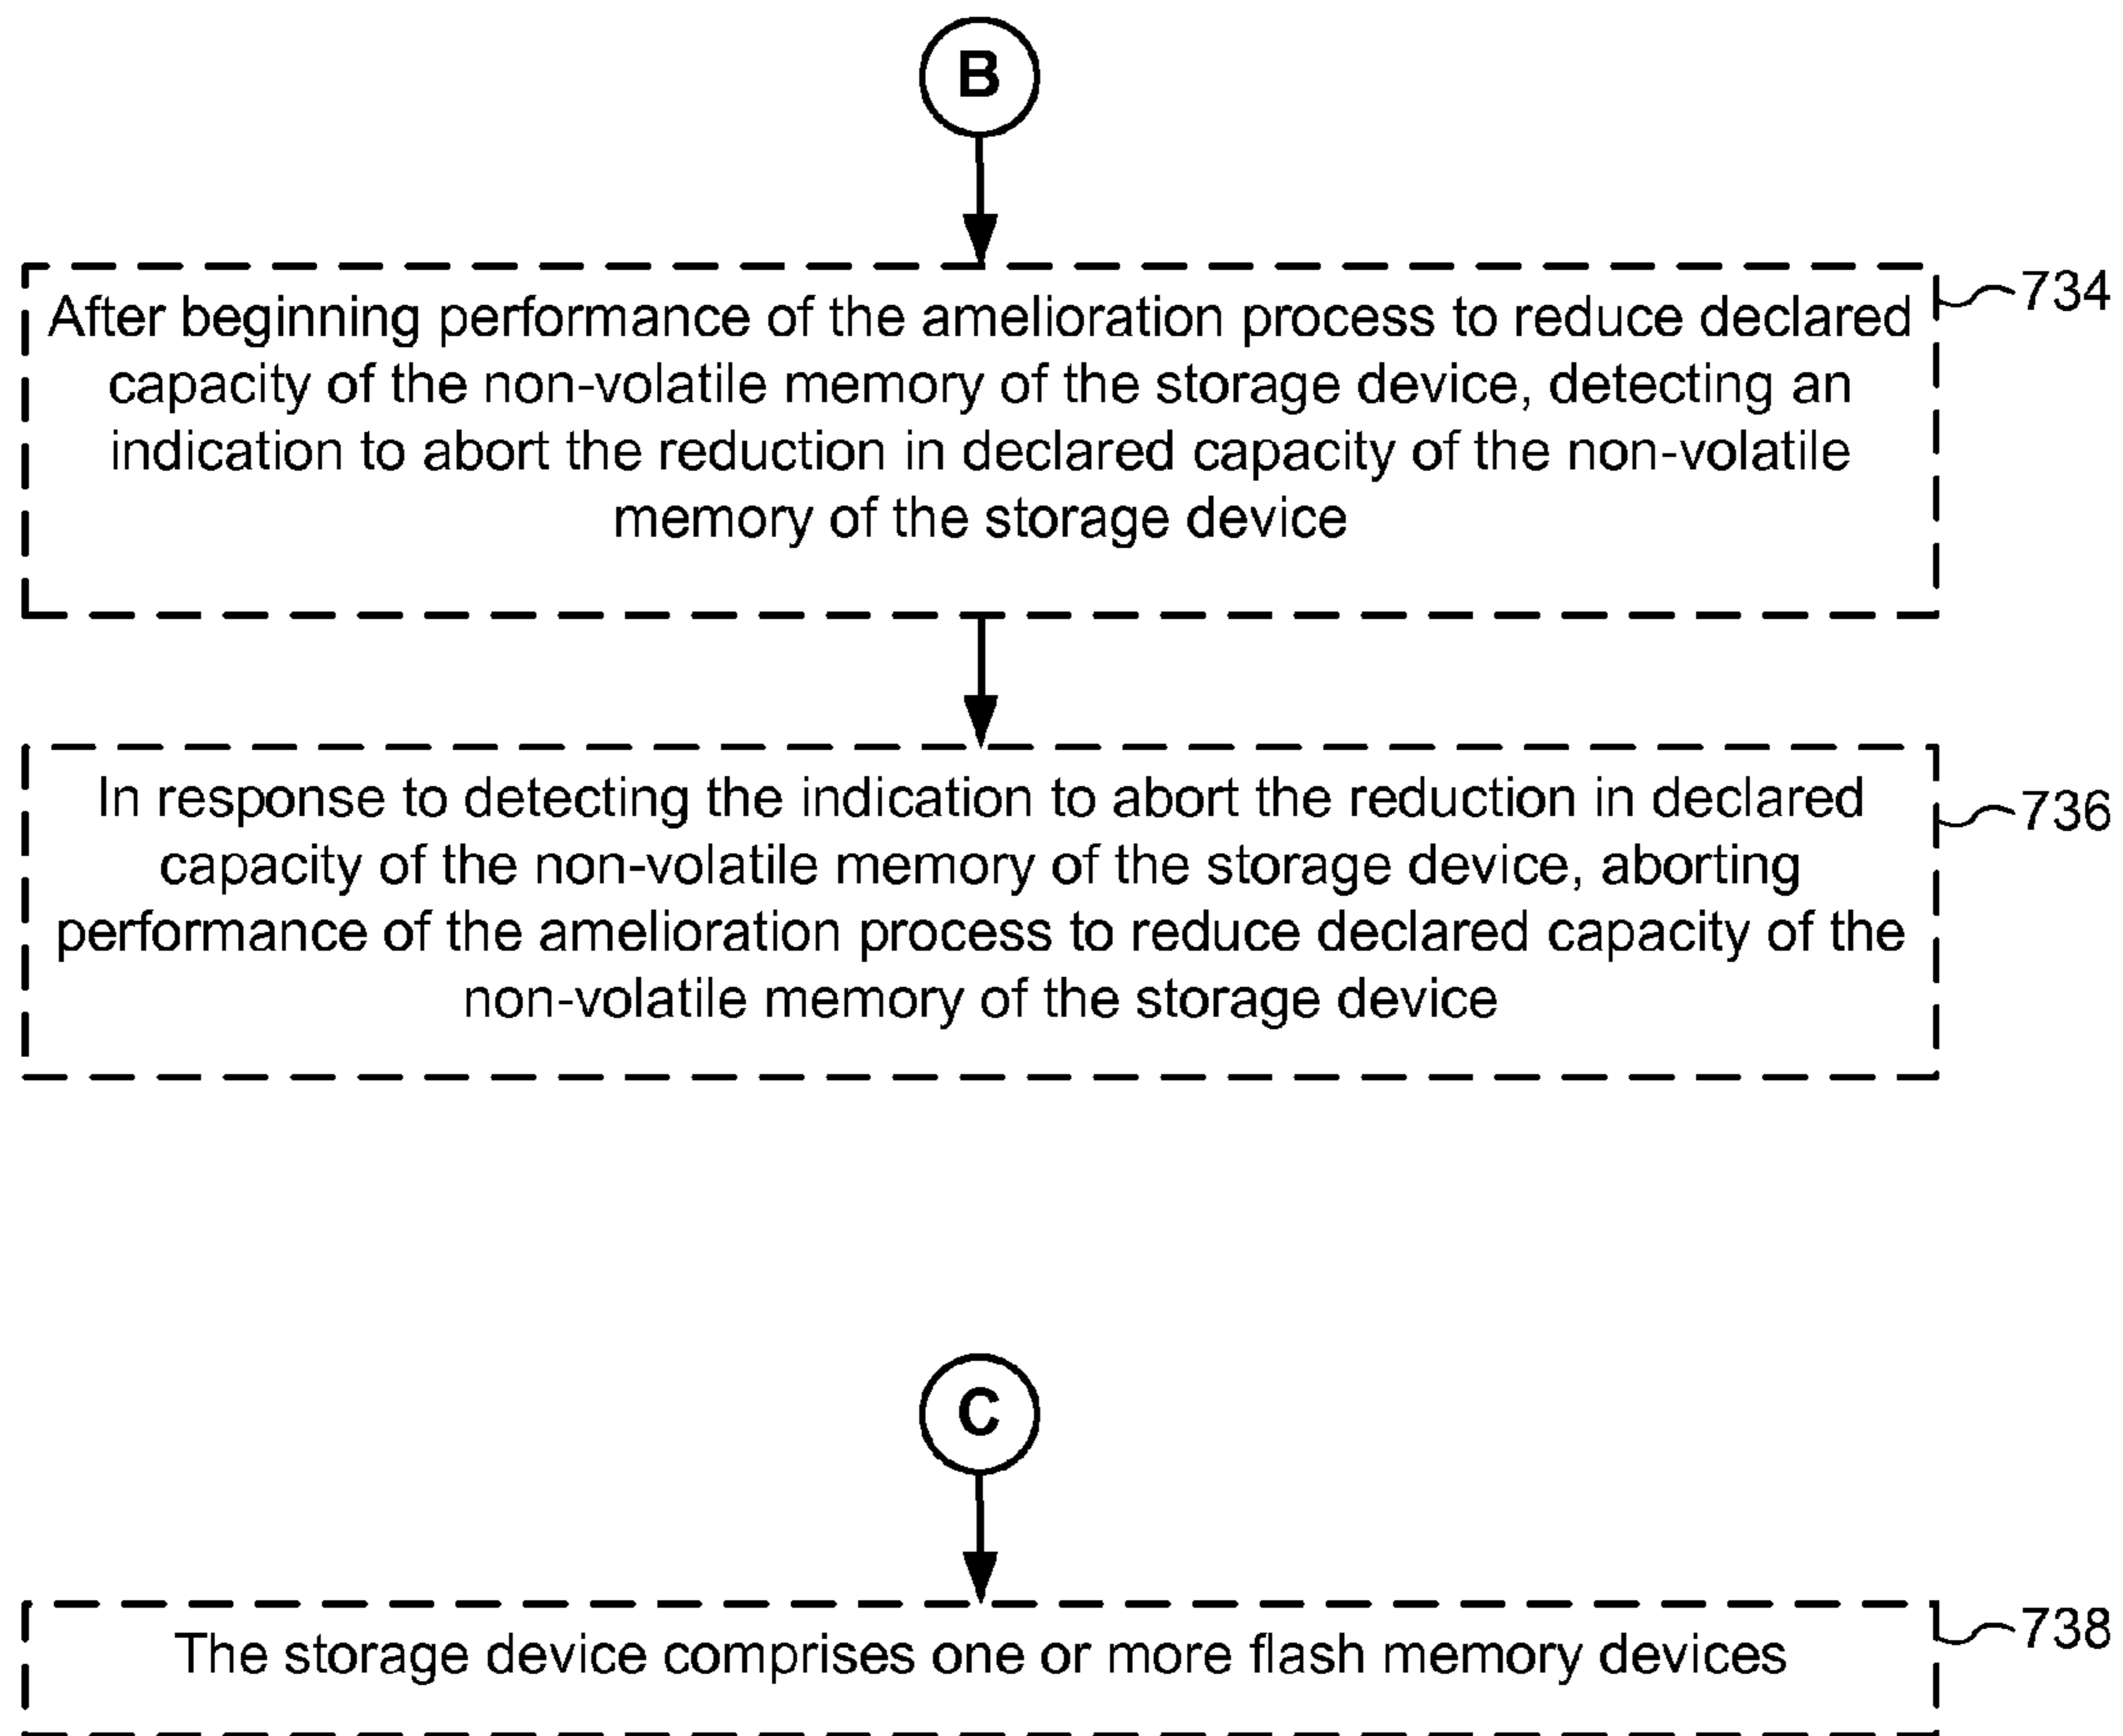 B
After beginning performance of the amelioration process to reduce declared
capacity of the non-volatile memory of the storage device, detecting an
indication to abort the reduction in declared capacity of the non-volatile
memory of the storage device
734
In response to detecting the indication to abort the reduction in declared
capacity of the non-volatile memory of the storage device, aborting
performance of the amelioration process to reduce declared capacity of the
non-volatile memory of the storage device
736
C
The storage device comprises one or more flash memory devices
738